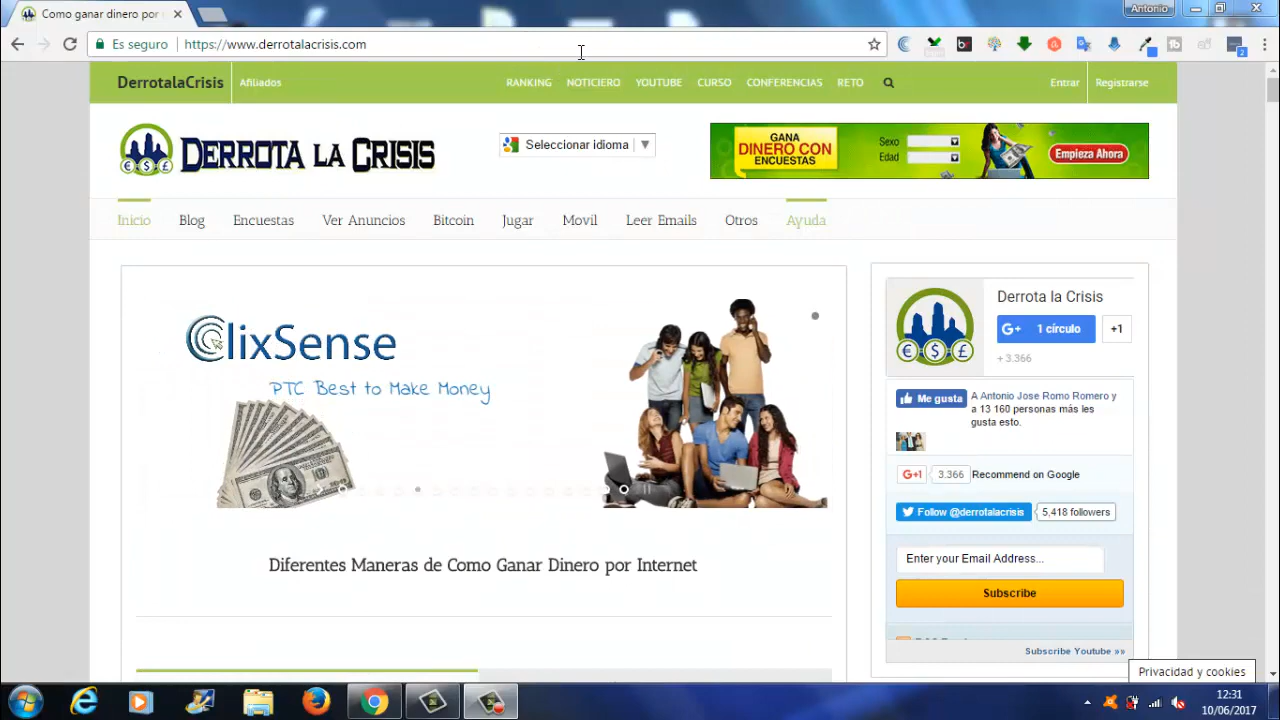 Como ganar dinero por
Antonio
Es seguro
https://www.derrotalacrisis.com
DerrotalaCrisis
Afiliados
RANKING
NOTICIERO
YOUTUBE
CURSO
CONFERENCIAS
RETO
Entrar
Registrarse
DERROTA LA CRISIS
Seleccionar idioma
GANA
DINERO CON
ENCUESTAS
Sexo
Edad
Empieza Ahora
Inicio
Blog
Encuestas
Ver Anuncios
Bitcoin
Jugar
Movil
Leer Emails
Otros
Ayuda
ClixSense
PTC Best to Make Money
Diferentes Maneras de Como Ganar Dinero por Internet
Derrota la Crisis
G+ 1 círculo
+1
+ 3.366
Me gusta
A Antonio Jose Romo Romero y
a 13 160 personas más les
gusta esto.
G+1
3.366
Recommend on Google
Follow @derrotalacrisis
5,418 followers
Enter your Email Address...
Subscribe
Subscribe Youtube »»
Privacidad y cookies
12:31
10/06/2017